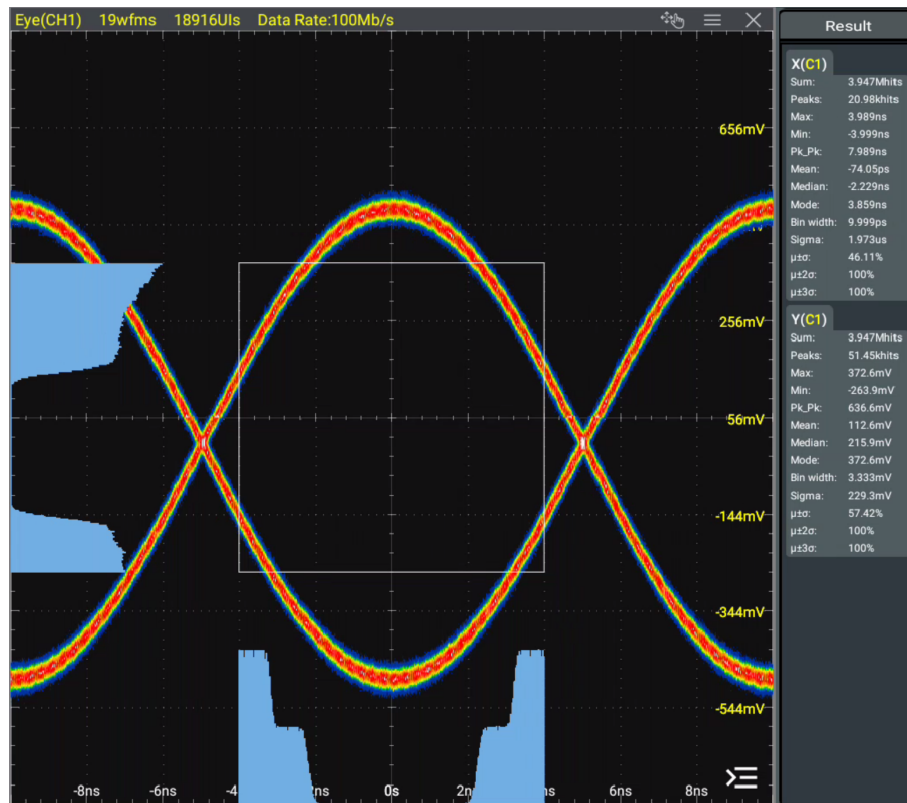 Eye(CH1) 19wfms 18916UIs Data Rate:100Mb/s
Result
656mV
256mV
56mV
-144mV
-344mV
-544mV
-8ns -6ns -4 -2ns 0s 2n 4ns 6ns 8ns
X(C1)
Sum: 3.947Mhits
Peaks: 20.98khits
Max: 3.989ns
Min: -3.999ns
Pk_Pk: 7.989ns
Mean: -74.05ps
Median: -2.229ns
Mode: 3.859ns
Bin width: 9.999ps
Sigma: 1.973us
μ±σ: 46.11%
μ±2σ: 100%
μ±3σ: 100%
Y(C1)
Sum: 3.947Mhits
Peaks: 51.45khits
Max: 372.6mV
Min: -263.9mV
Pk_Pk: 636.6mV
Mean: 112.6mV
Median: 215.9mV
Mode: 372.6mV
Bin width: 3.333mV
Sigma: 229.3mV
μ±σ: 57.42%
μ±2σ: 100%
μ±3σ: 100%